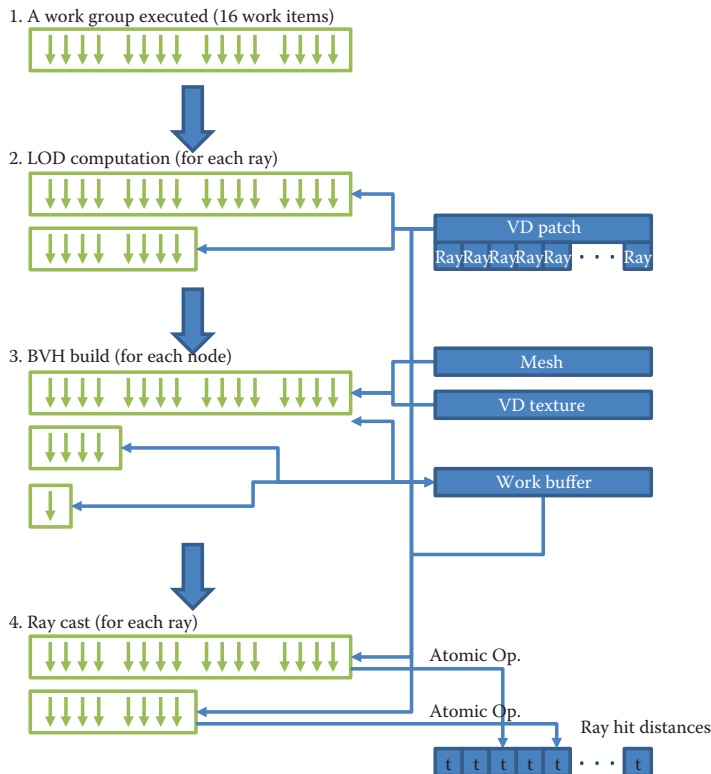 1. A work group executed (16 work items)
2. LOD computation (for each ray)
VD patch
Ray Ray Ray Ray Ray · · · Ray
3. BVH build (for each node)
Mesh
VD texture
Work buffer
4. Ray cast (for each ray)
Atomic Op.
Atomic Op.
Ray hit distances
t t t t t · · · t